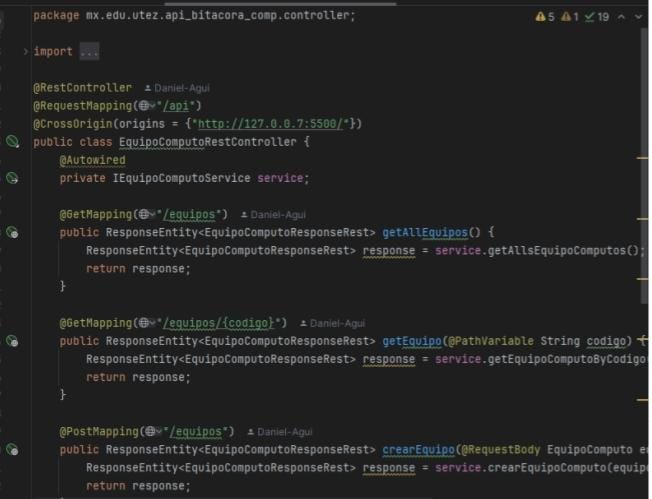 package mx.edu.utez.api_bitacora_comp.controller;
5 1 19
import ...
@RestController Daniel-Agui
@RequestMapping("/api")
@CrossOrigin(origins = {"http://127.0.0.7:5500/"})
public class EquipoComputoRestController {
@Autowired
private IEquipoComputoService service;
@GetMapping("/equipos") Daniel-Agui
public ResponseEntity<EquipoComputoResponseRest> getAllEquipos() {
ResponseEntity<EquipoComputoResponseRest> response = service.getAllsEquipoComputos();
return response;
}
@GetMapping("/equipos/{codigo}") Daniel-Agui
public ResponseEntity<EquipoComputoResponseRest> getEquipo(@PathVariable String codigo) {
ResponseEntity<EquipoComputoResponseRest> response = service.getEquipoComputoByCodigo
return response;
}
@PostMapping("/equipos") Daniel-Agui
public ResponseEntity<EquipoComputoResponseRest> crearEquipo(@RequestBody EquipoComputo
ResponseEntity<EquipoComputoResponseRest> response = service.crearEquipoComputo(
return response;